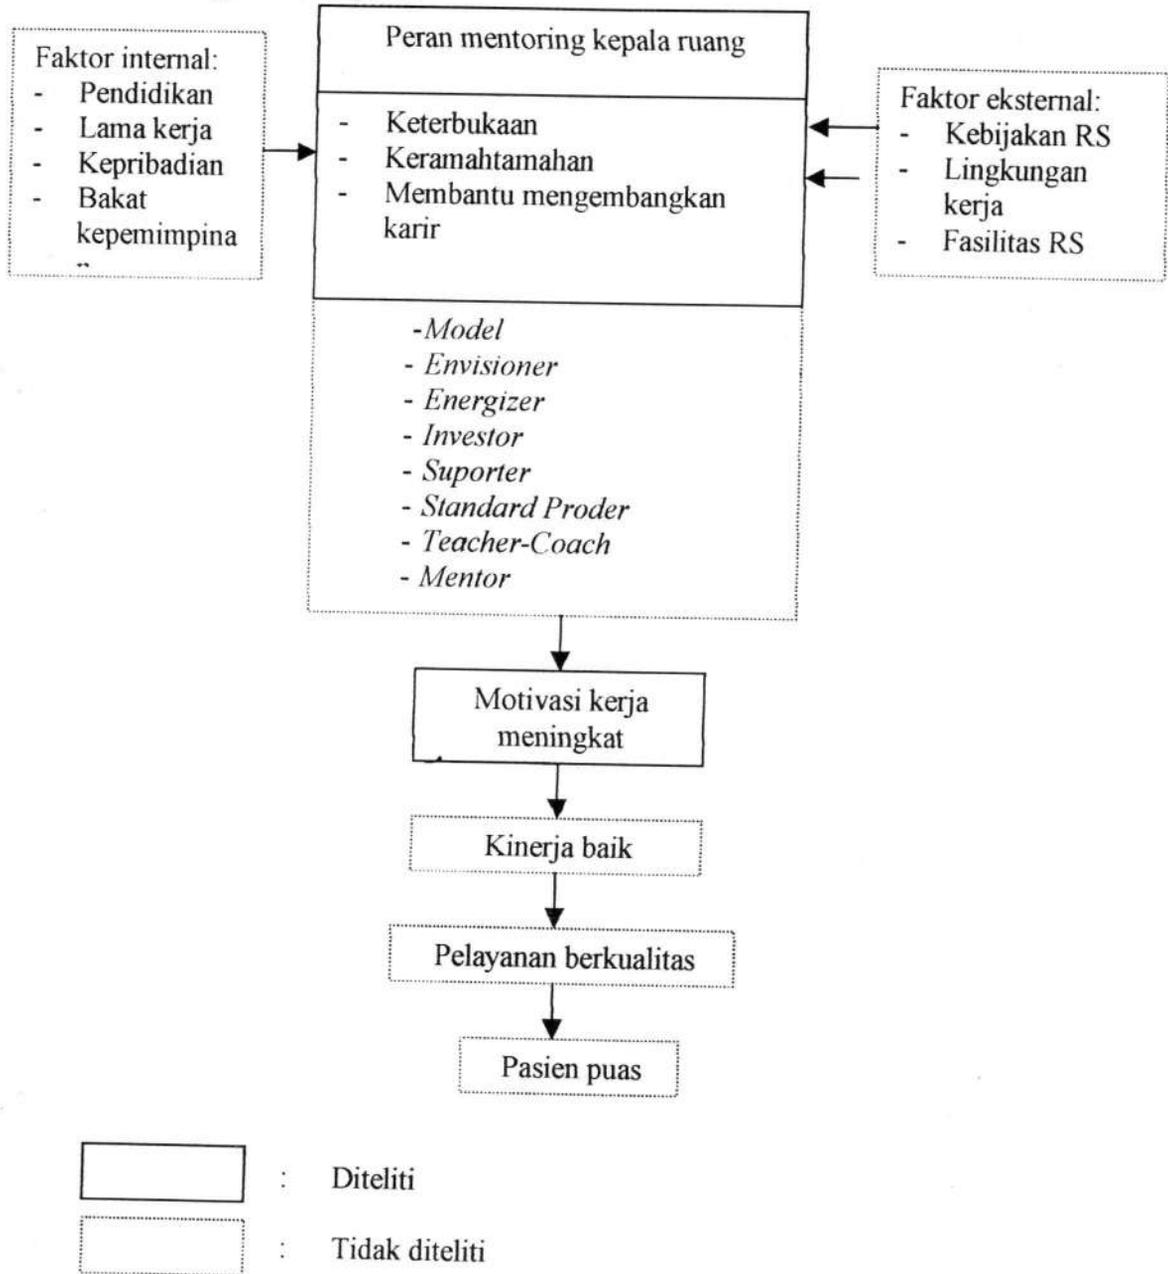 Peran mentoring kepala ruang
Faktor internal:
- Pendidikan
- Lama kerja
- Kepribadian
- Bakat
kepemimpina
- Keterbukaan
- Keramahtamahan
- Membantu mengembangkan
karir
Faktor eksternal:
- Kebijakan RS
- Lingkungan
kerja
- Fasilitas RS
-Model
- Envisioner
- Energizer
- Investor
- Suporter
- Standard Proder
- Teacher-Coach
- Mentor
Motivasi kerja
meningkat
Kinerja baik
Pelayanan berkualitas
Pasien puas
: Diteliti
: Tidak diteliti